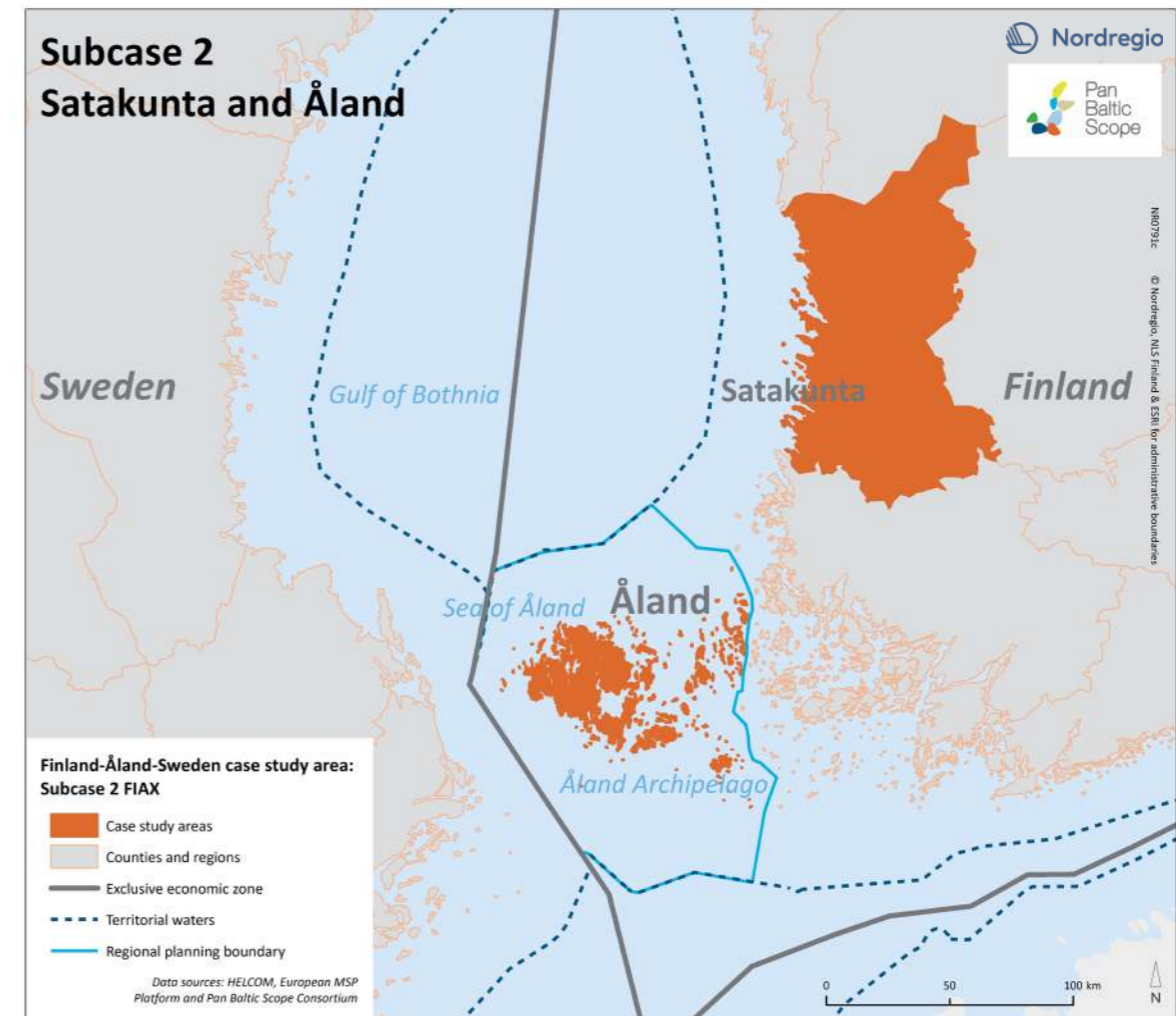 Subcase 2
Satakunta and Åland
Nordregio
Pan
Baltic
Scope
NR0791c © Nordregio, NLS Finland & ESRI for administrative boundaries
Sweden
Gulf of Bothnia
Satakunta
Finland
Sea of Åland
Åland
Åland Archipelago
Finland-Åland-Sweden case study area:
Subcase 2 FIAX
Case study areas
Counties and regions
Exclusive economic zone
Territorial waters
Regional planning boundary
Data sources: HELCOM, European MSP
Platform and Pan Baltic Scope Consortium
0 50 100 km
N